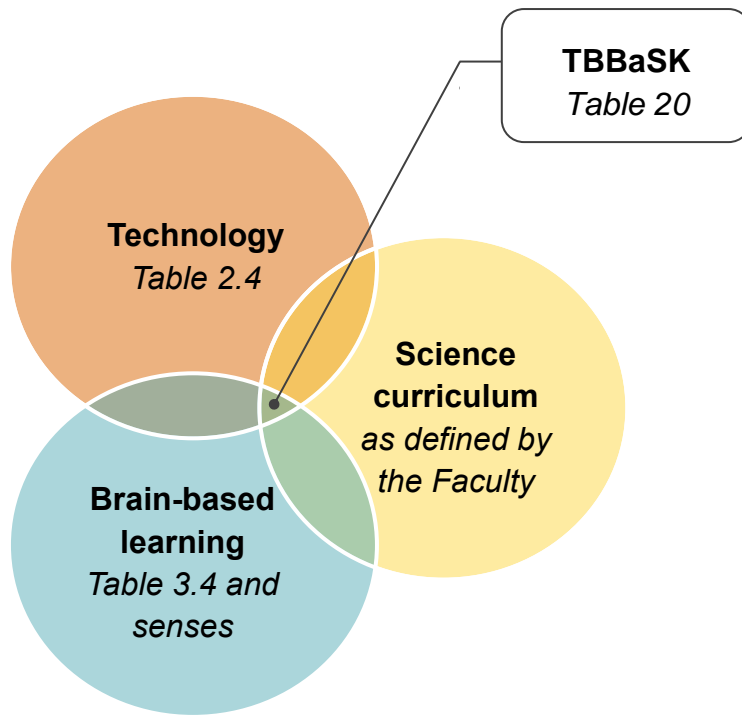 TBBaSK
Table 20
Technology
Table 2.4
Science
curriculum
as defined by
the Faculty
Brain-based
learning
Table 3.4 and
senses